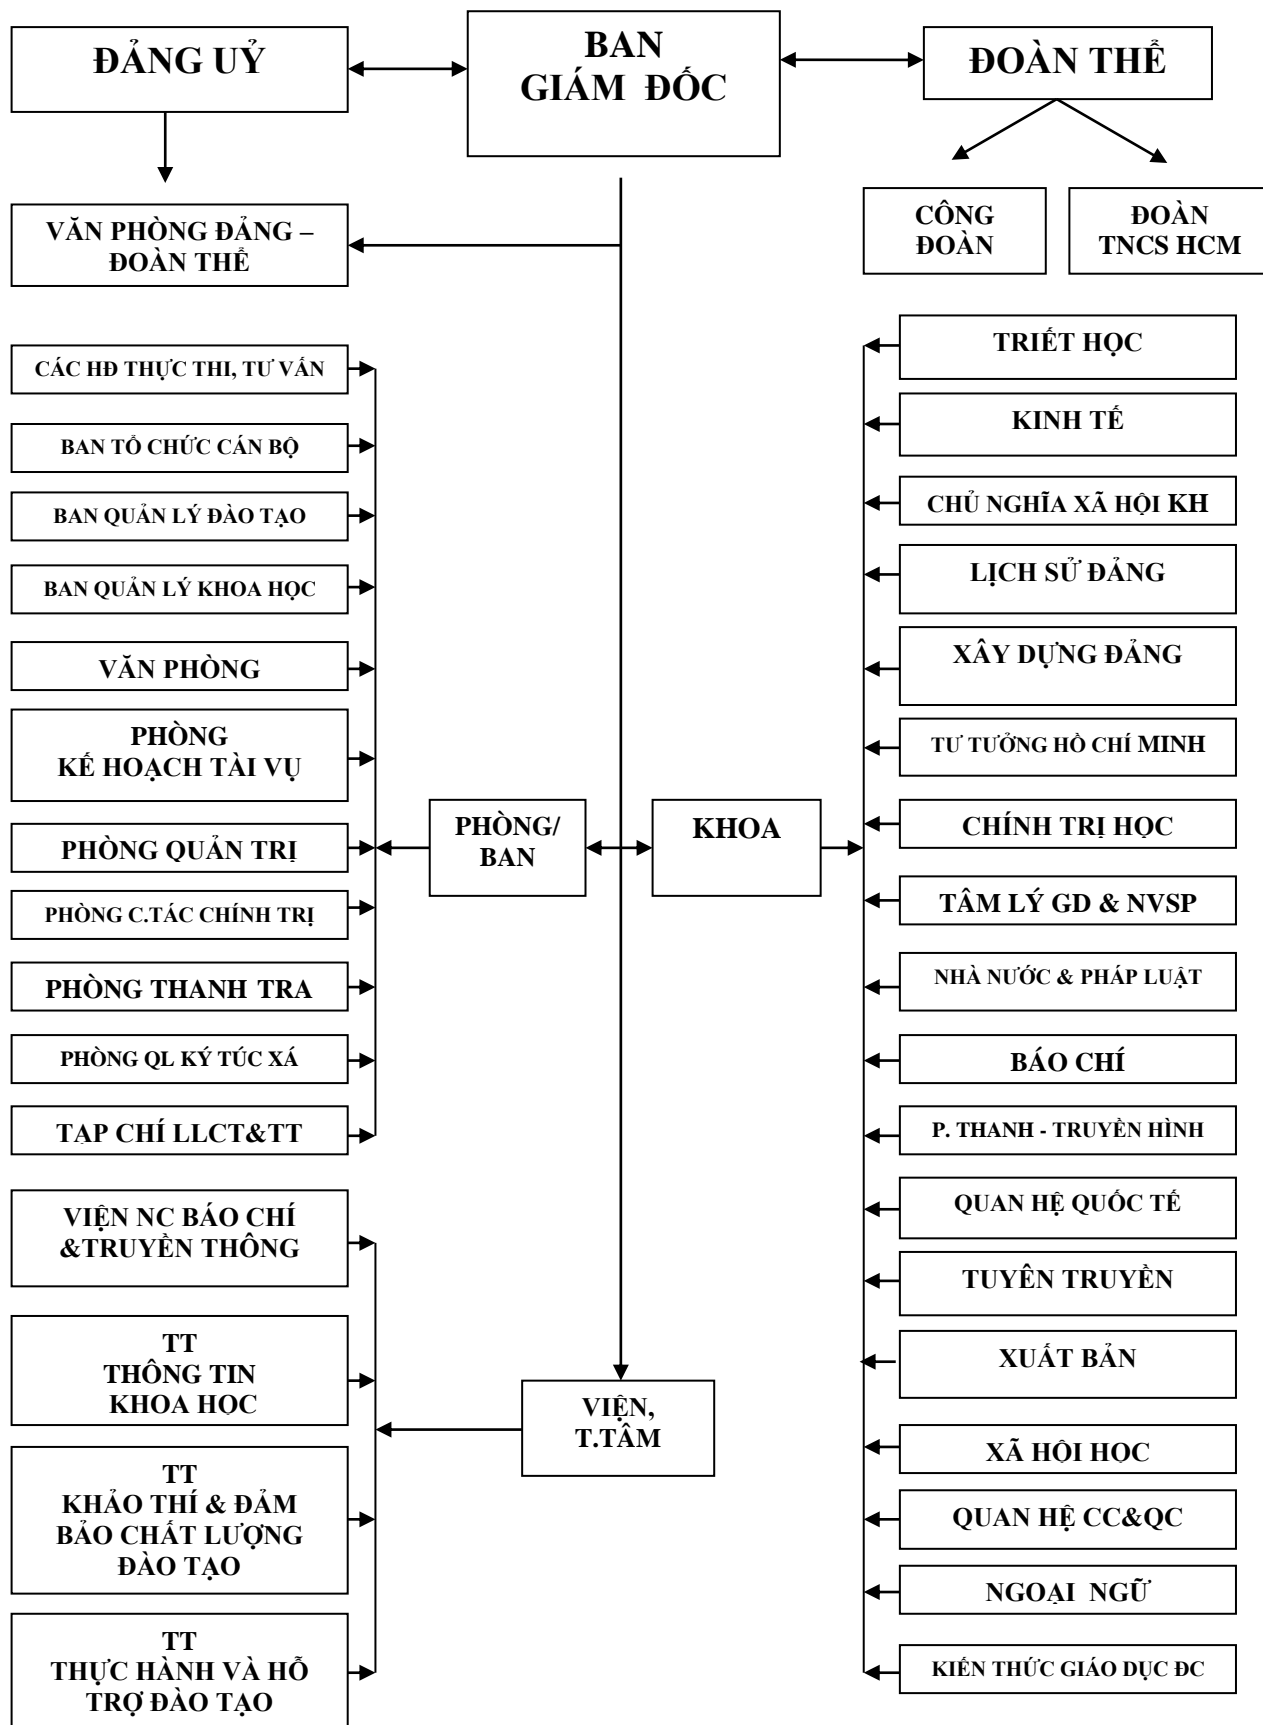 ĐẢNG UỶ
BAN
GIÁM ĐỐC
ĐOÀN THỂ
VĂN PHÒNG ĐẢNG –
ĐOÀN THỂ
CÔNG
ĐOÀN
ĐOÀN
TNCS HCM
CÁC HĐ THỰC THI, TƯ VẤN
BAN TỔ CHỨC CÁN BỘ
BAN QUẢN LÝ ĐÀO TẠO
BAN QUẢN LÝ KHOA HỌC
VĂN PHÒNG
PHÒNG
KẾ HOẠCH TÀI VỤ
PHÒNG QUẢN TRỊ
PHÒNG C.TÁC CHÍNH TRỊ
PHÒNG THANH TRA
PHÒNG QL KÝ TÚC XÁ
TẠP CHÍ LLCT&TT
PHÒNG/
BAN
KHOA
TRIẾT HỌC
KINH TẾ
CHỦ NGHĨA XÃ HỘI KH
LỊCH SỬ ĐẢNG
XÂY DỰNG ĐẢNG
TƯ TƯỞNG HỒ CHÍ MINH
CHÍNH TRỊ HỌC
TÂM LÝ GD & NVSP
NHÀ NƯỚC & PHÁP LUẬT
BÁO CHÍ
P. THANH - TRUYỀN HÌNH
QUAN HỆ QUỐC TẾ
TUYÊN TRUYỀN
XUẤT BẢN
XÃ HỘI HỌC
QUAN HỆ CC&QC
NGOẠI NGỮ
KIẾN THỨC GIÁO DỤC ĐC
VIỆN NC BÁO CHÍ
&TRUYỀN THÔNG
TT
THÔNG TIN
KHOA HỌC
TT
KHẢO THÍ & ĐẢM
BẢO CHẤT LƯỢNG
ĐÀO TẠO
TT
THỰC HÀNH VÀ HỖ
TRỢ ĐÀO TẠO
VIỆN,
T.TÂM